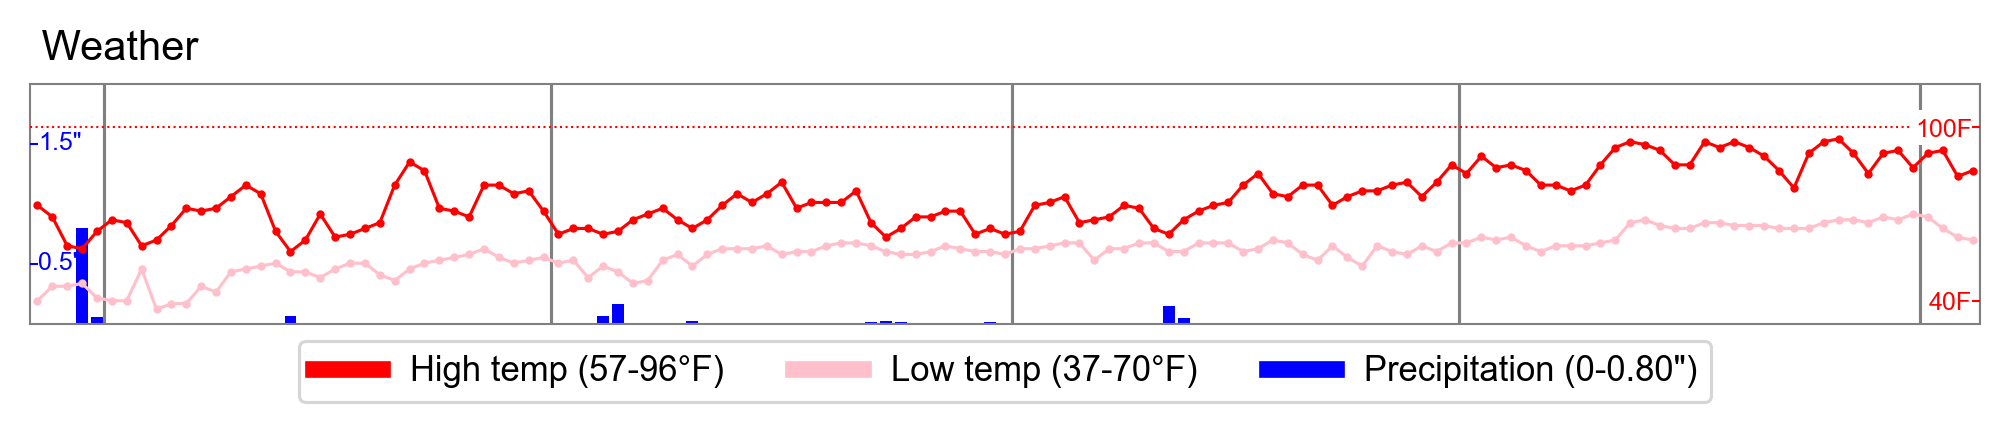 Weather
1.5"
100F
0.5"
40F
High temp (57-96°F)
Low temp (37-70°F)
Precipitation (0-0.80")